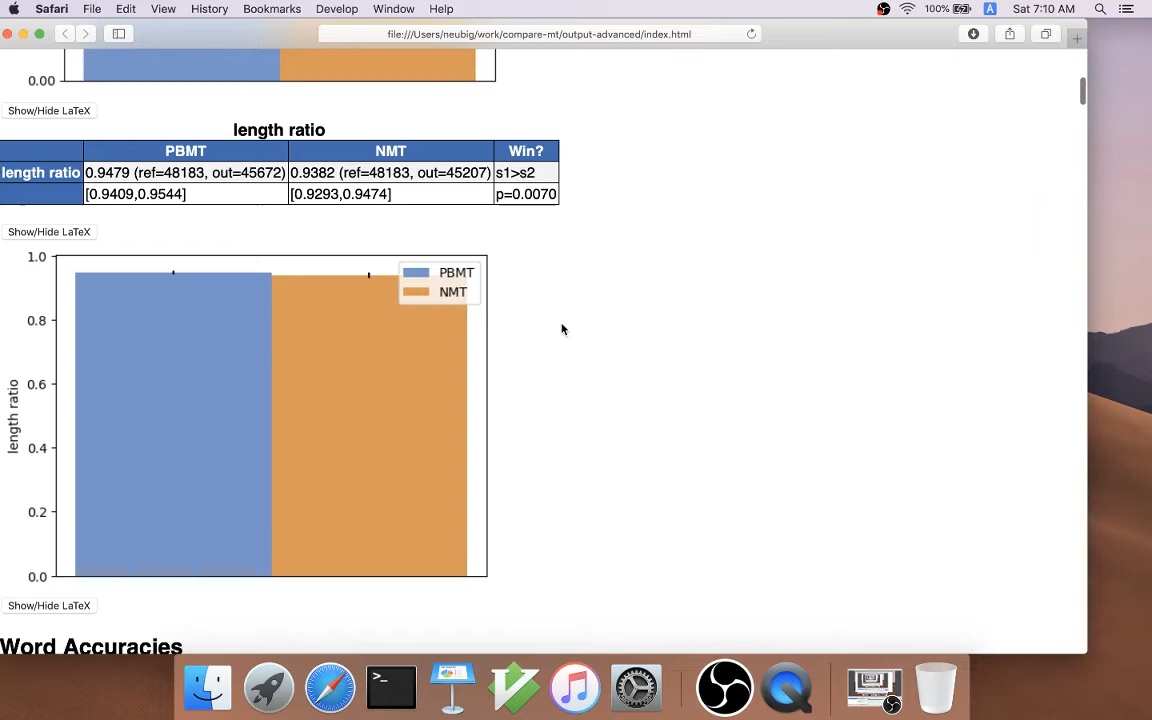 Safari File Edit View History Bookmarks Develop Window Help 100% A Sat 7:10 AM
file:///Users/neubig/work/compare-mt/output-advanced/index.html
0.00
Show/Hide LaTeX
length ratio
PBMT NMT Win?
length ratio 0.9479 (ref=48183, out=45672) 0.9382 (ref=48183, out=45207) s1>s2
[0.9409,0.9544] [0.9293,0.9474] p=0.0070
Show/Hide LaTeX
1.0
PBMT
NMT
0.8
0.6
length ratio
0.4
0.2
0.0
Show/Hide LaTeX
Word Accuracies